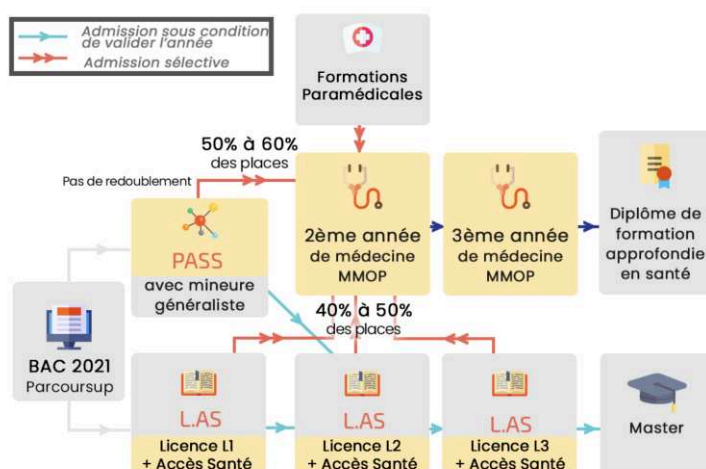 Admission sous condition
de valider l'année
Admission sélective
Formations
Paramédicales
50% à 60%
des places
Pas de redoublement
PASS
avec mineure
généraliste
2ème année
de médecine
MMOP
3ème année
de médecine
MMOP
Diplôme de
formation
approfondie
en santé
40% à 50%
des places
BAC 2021
Parcoursup
L.AS
Licence L1
+ Accès Santé
L.AS
Licence L2
+ Accès Santé
L.AS
Licence L3
+ Accès Santé
Master